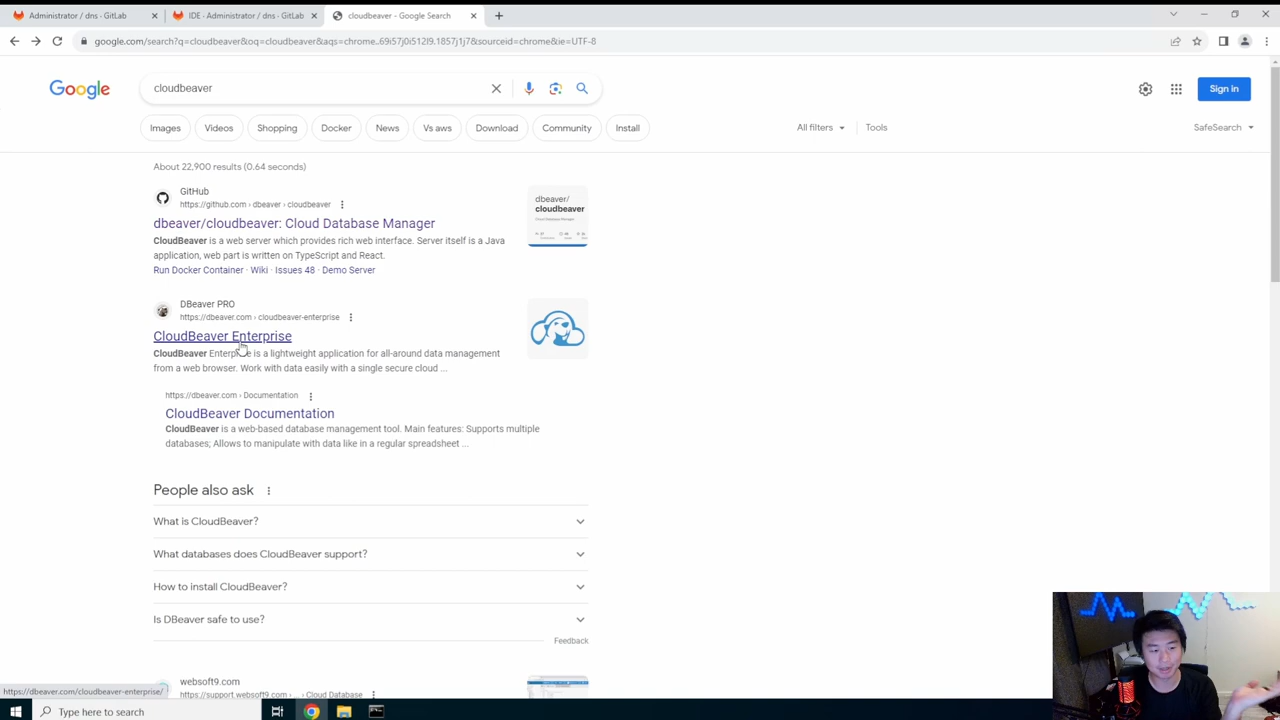 Administrator / dns · GitLab
IDE · Administrator / dns · GitLab
cloudbeaver - Google Search
google.com/search?q=cloudbeaver&oq=cloudbeaver&aqs=chrome..69i57j0i512l9.1857j1j7&sourceid=chrome&ie=UTF-8
Google
cloudbeaver
Sign in
Images
Videos
Shopping
Docker
News
Vs aws
Download
Community
Install
All filters
Tools
SafeSearch
About 22,900 results (0.64 seconds)
GitHub
https://github.com › dbeaver › cloudbeaver
dbeaver/cloudbeaver: Cloud Database Manager
CloudBeaver is a web server which provides rich web interface. Server itself is a Java
application, web part is written on TypeScript and React.
Run Docker Container · Wiki · Issues 48 · Demo Server
dbeaver/
cloudbeaver
DBeaver PRO
https://dbeaver.com › cloudbeaver-enterprise
CloudBeaver Enterprise
CloudBeaver Enterprise is a lightweight application for all-around data management
from a web browser. Work with data easily with a single secure cloud ...
https://dbeaver.com › Documentation
CloudBeaver Documentation
CloudBeaver is a web-based database management tool. Main features: Supports multiple
databases; Allows to manipulate with data like in a regular spreadsheet ...
People also ask
What is CloudBeaver?
What databases does CloudBeaver support?
How to install CloudBeaver?
Is DBeaver safe to use?
Feedback
websoft9.com
https://support.websoft9.com › ... › Cloud Database
https://dbeaver.com/cloudbeaver-enterprise/
Type here to search